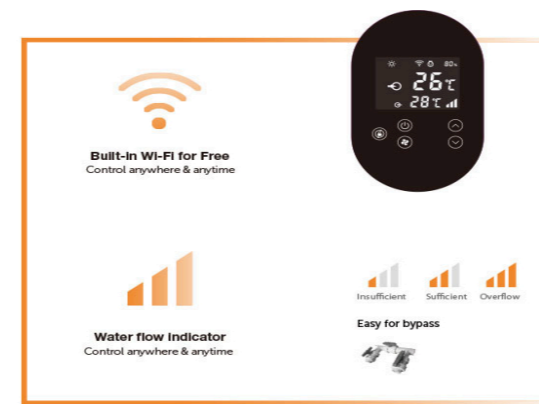 80%
26℃
28℃
Built-in Wi-Fi for Free
Control anywhere & anytime
Insufficient
Sufficient
Overflow
Water flow indicator
Control anywhere & anytime
Easy for bypass